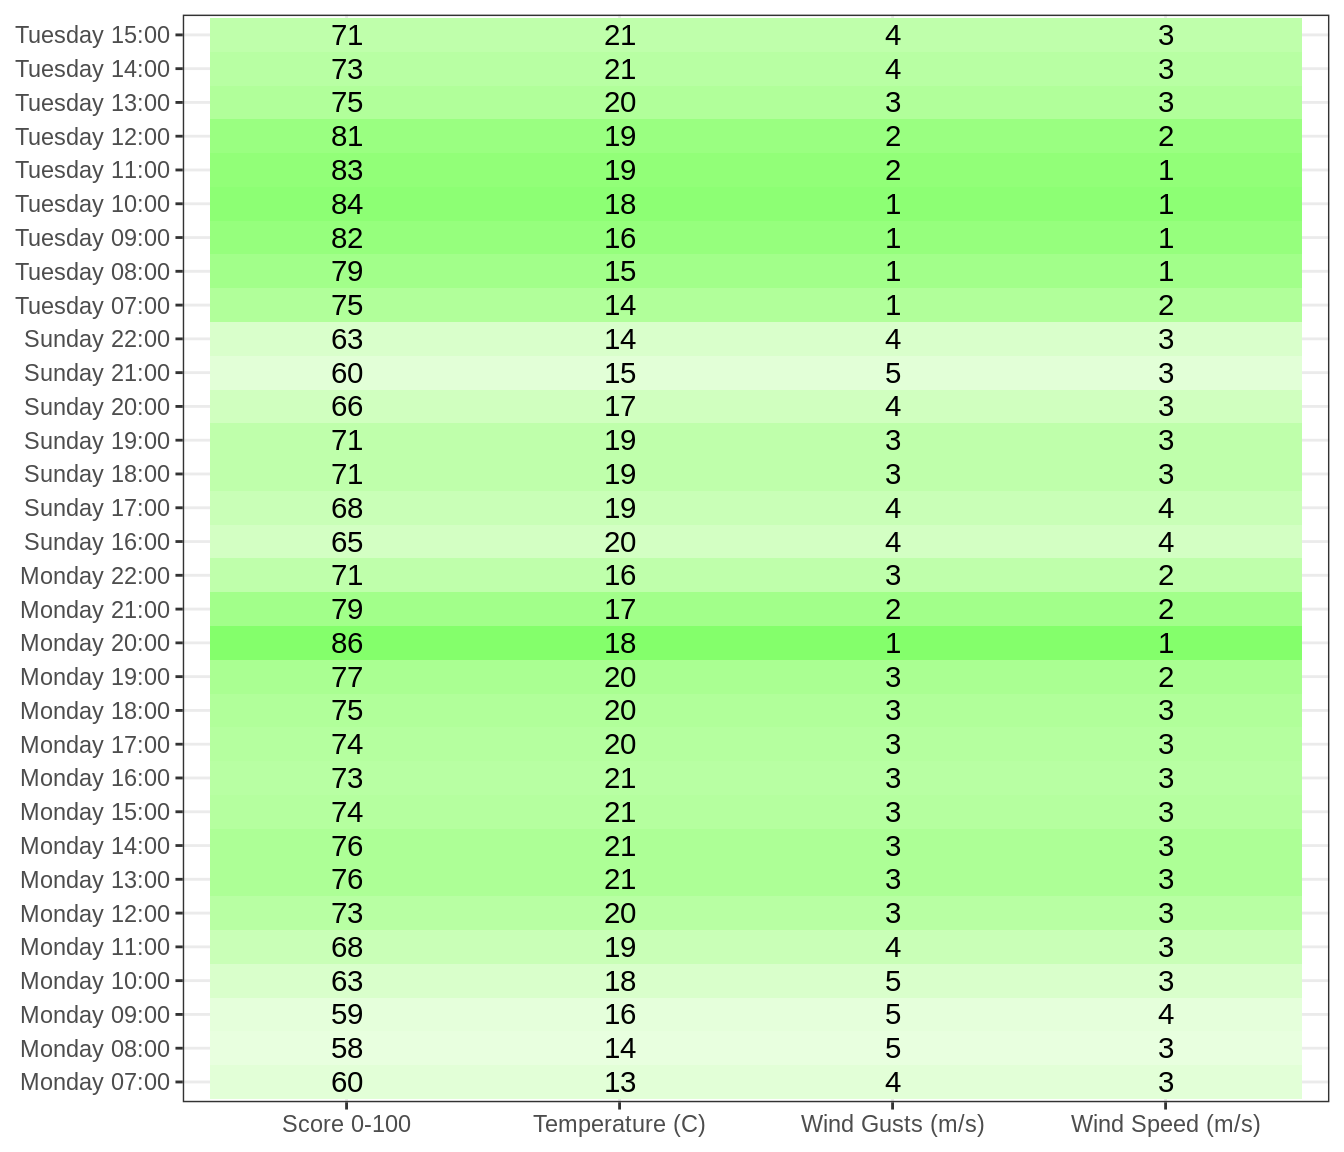 Tuesday 15:00 71 21 4 3
Tuesday 14:00 73 21 4 3
Tuesday 13:00 75 20 3 3
Tuesday 12:00 81 19 2 2
Tuesday 11:00 83 19 2 1
Tuesday 10:00 84 18 1 1
Tuesday 09:00 82 16 1 1
Tuesday 08:00 79 15 1 1
Tuesday 07:00 75 14 1 2
Sunday 22:00 63 14 4 3
Sunday 21:00 60 15 5 3
Sunday 20:00 66 17 4 3
Sunday 19:00 71 19 3 3
Sunday 18:00 71 19 3 3
Sunday 17:00 68 19 4 4
Sunday 16:00 65 20 4 4
Monday 22:00 71 16 3 2
Monday 21:00 79 17 2 2
Monday 20:00 86 18 1 1
Monday 19:00 77 20 3 2
Monday 18:00 75 20 3 3
Monday 17:00 74 20 3 3
Monday 16:00 73 21 3 3
Monday 15:00 74 21 3 3
Monday 14:00 76 21 3 3
Monday 13:00 76 21 3 3
Monday 12:00 73 20 3 3
Monday 11:00 68 19 4 3
Monday 10:00 63 18 5 3
Monday 09:00 59 16 5 4
Monday 08:00 58 14 5 3
Monday 07:00 60 13 4 3
Score 0-100 Temperature (C) Wind Gusts (m/s) Wind Speed (m/s)